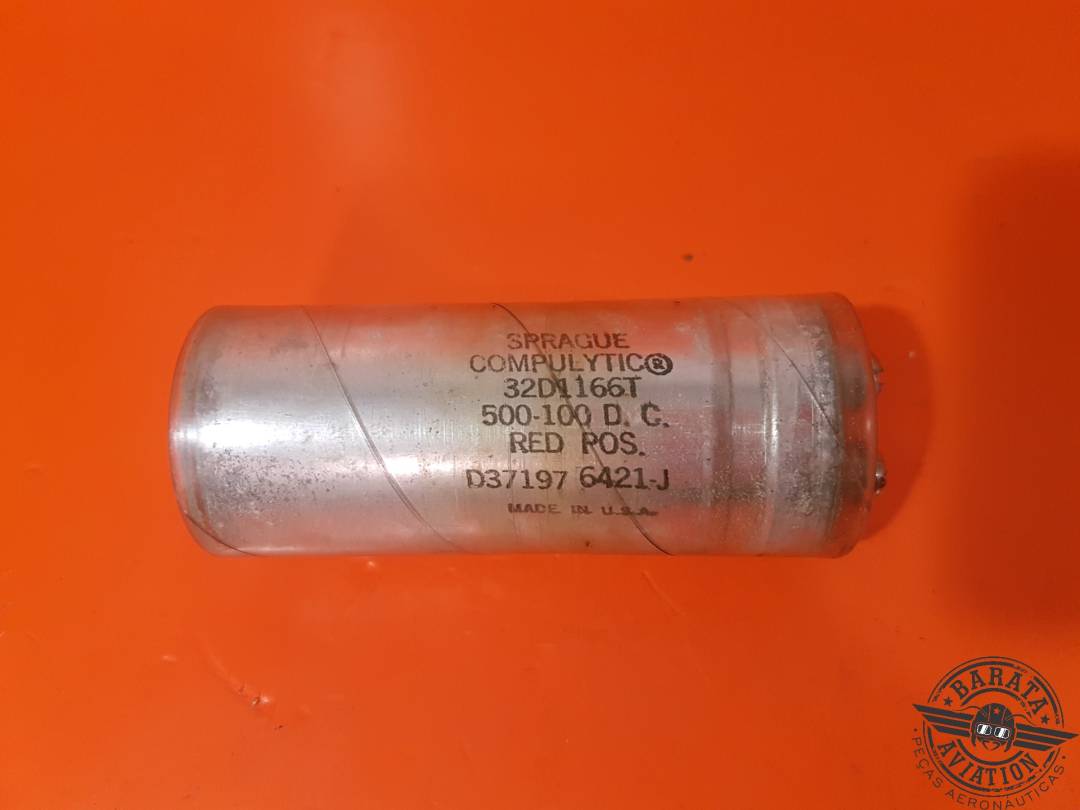 SPRAGUE
COMPULYTIC®
32D1166T
500-100 D. C.
RED POS.
D37197 6421-J
MADE IN U.S.A.
BARATA
AVIATION
• PEÇAS AERONÁUTICAS •